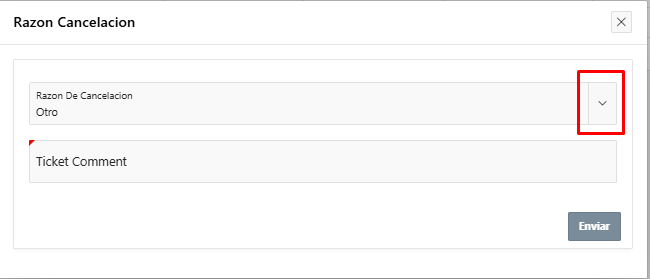 Razon Cancelacion
Razon De Cancelacion
Otro
Ticket Comment
Enviar